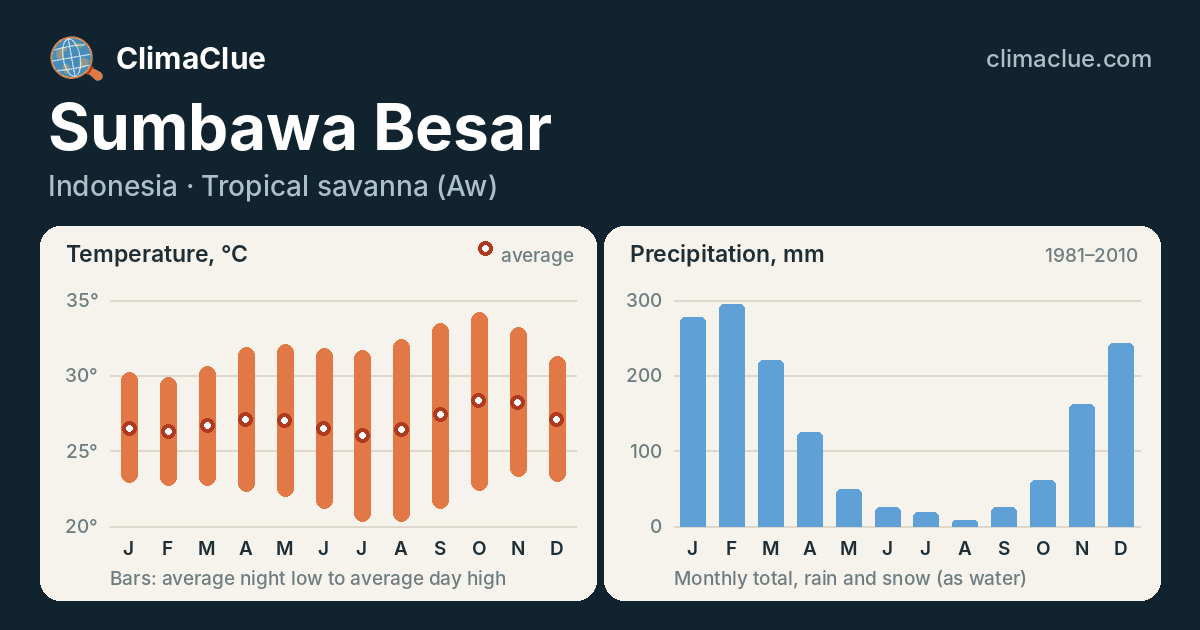 ClimaClue
climaclue.com
Sumbawa Besar
Indonesia · Tropical savanna (Aw)
Temperature, °C
average
35°
30°
25°
20°
J F M A M J J A S O N D
Bars: average night low to average day high
Precipitation, mm
1981–2010
300
200
100
0
J F M A M J J A S O N D
Monthly total, rain and snow (as water)